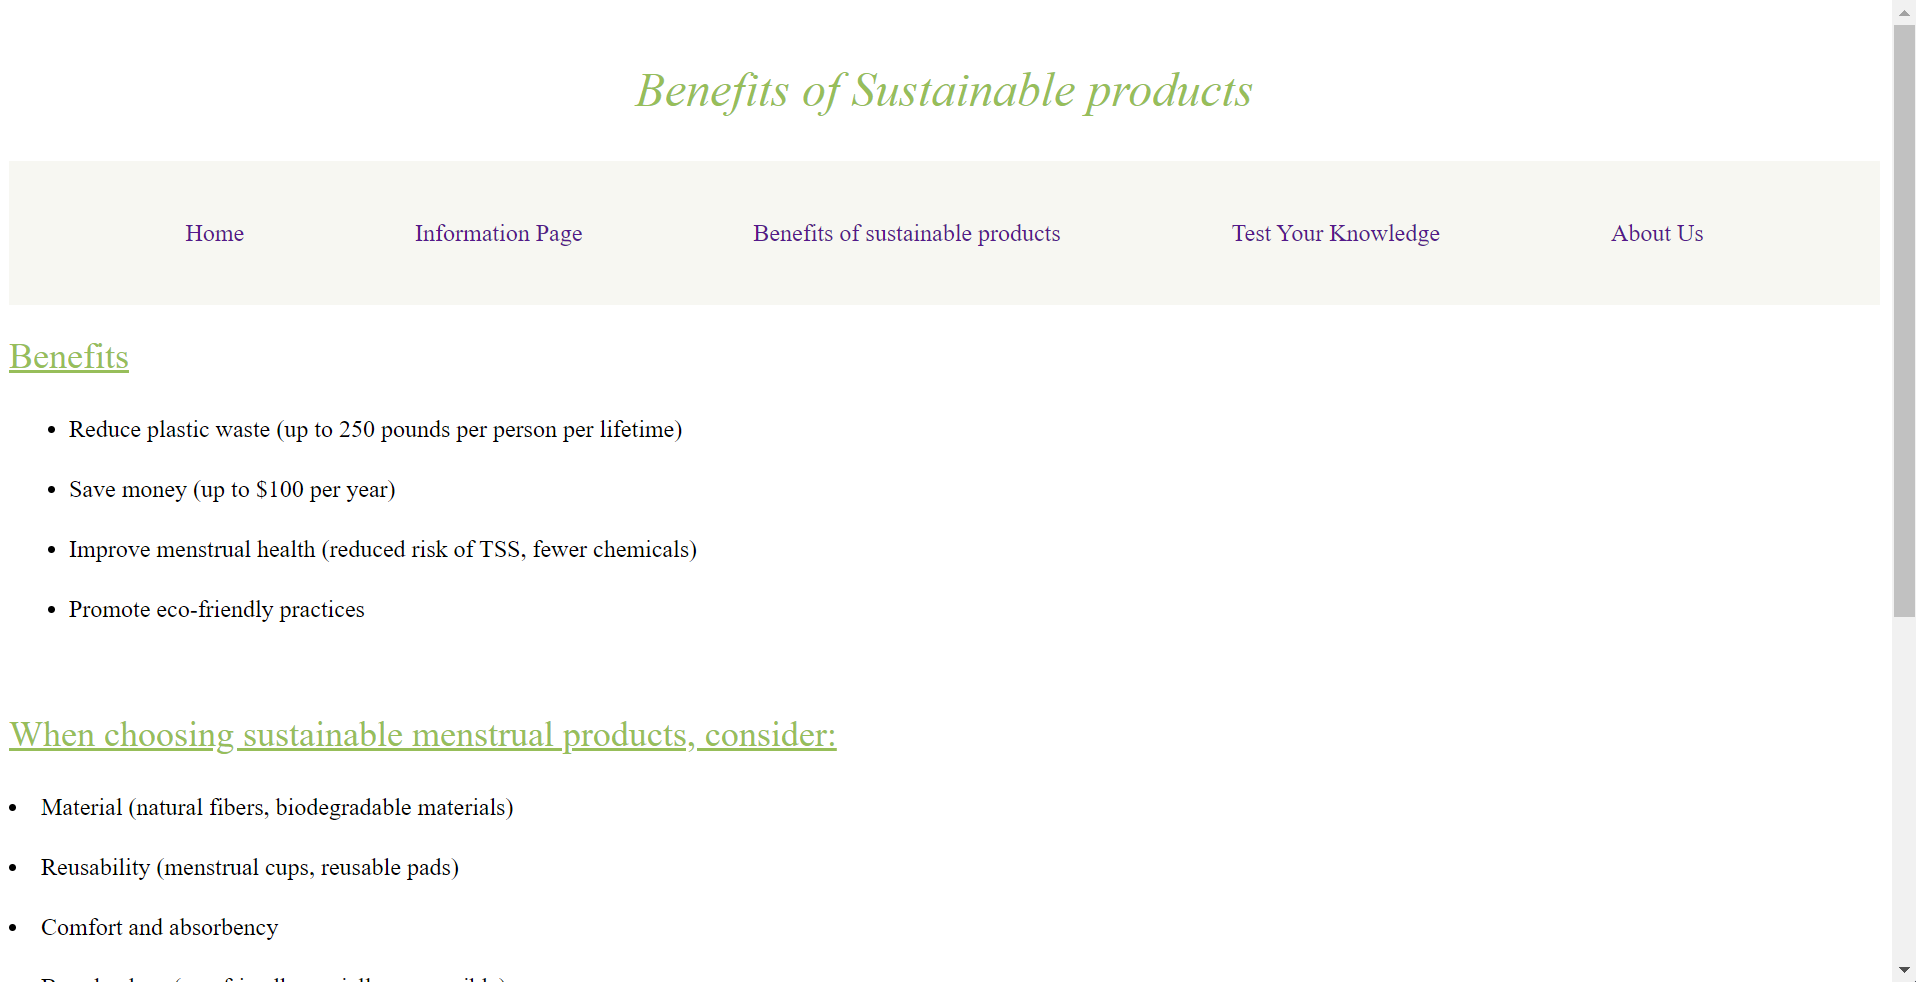 Benefits of Sustainable products
Home Information Page Benefits of sustainable products Test Your Knowledge About Us
Benefits
• Reduce plastic waste (up to 250 pounds per person per lifetime)
• Save money (up to $100 per year)
• Improve menstrual health (reduced risk of TSS, fewer chemicals)
• Promote eco-friendly practices
When choosing sustainable menstrual products, consider:
• Material (natural fibers, biodegradable materials)
• Reusability (menstrual cups, reusable pads)
• Comfort and absorbency